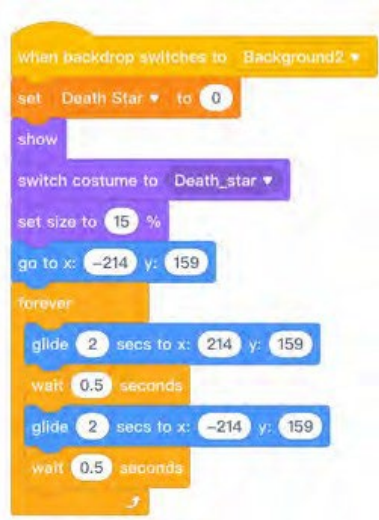 when backdrop switches to Background2
set Death Star to 0
show
switch costume to Death_star
set size to 15 %
go to x: -214 y: 159
forever
glide 2 secs to x: 214 y: 159
wait 0.5 seconds
glide 2 secs to x: -214 y: 159
wait 0.5 seconds